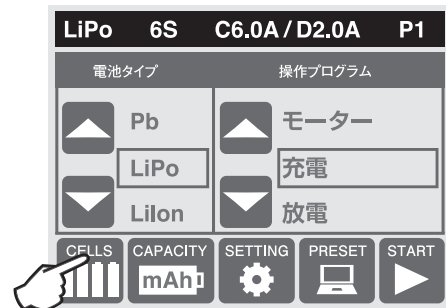 LiPo 6S C6.0A / D2.0A P1
電池タイプ 操作プログラム
Pb モーター
LiPo 充電
LiIon 放電
CELLS CAPACITY SETTING PRESET START
mAh